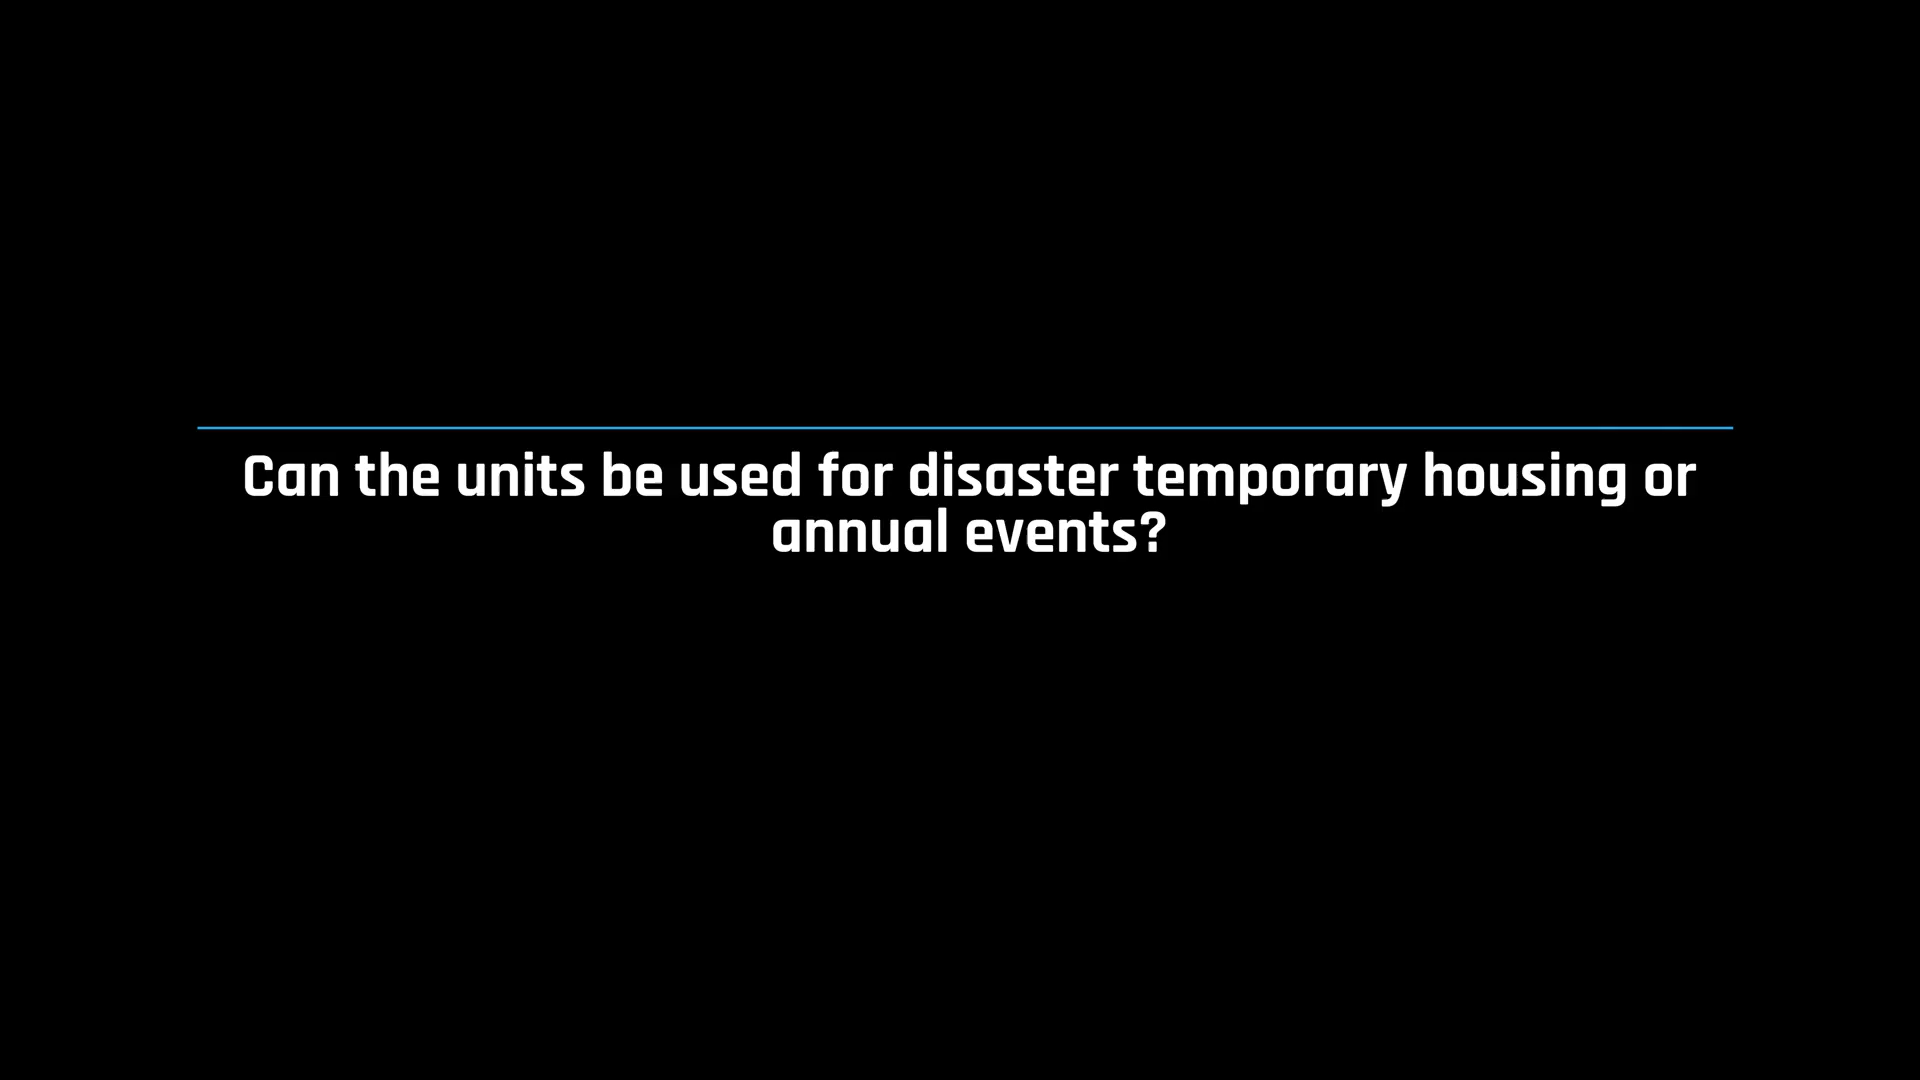 Can the units be used for disaster temporary housing or
annual events?